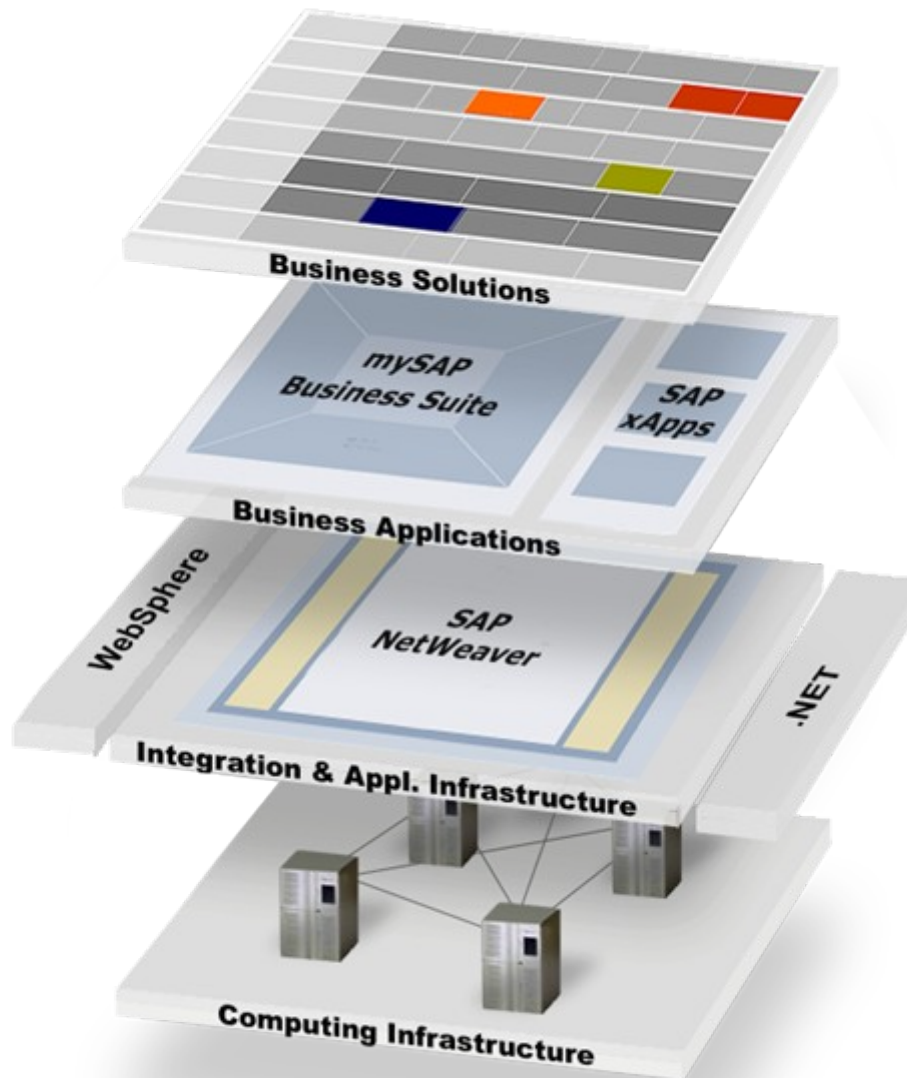 Business Solutions
mySAP
Business Suite
SAP
xApps
Business Applications
WebSphere
SAP
NetWeaver
.NET
Integration & Appl. Infrastructure
Computing Infrastructure